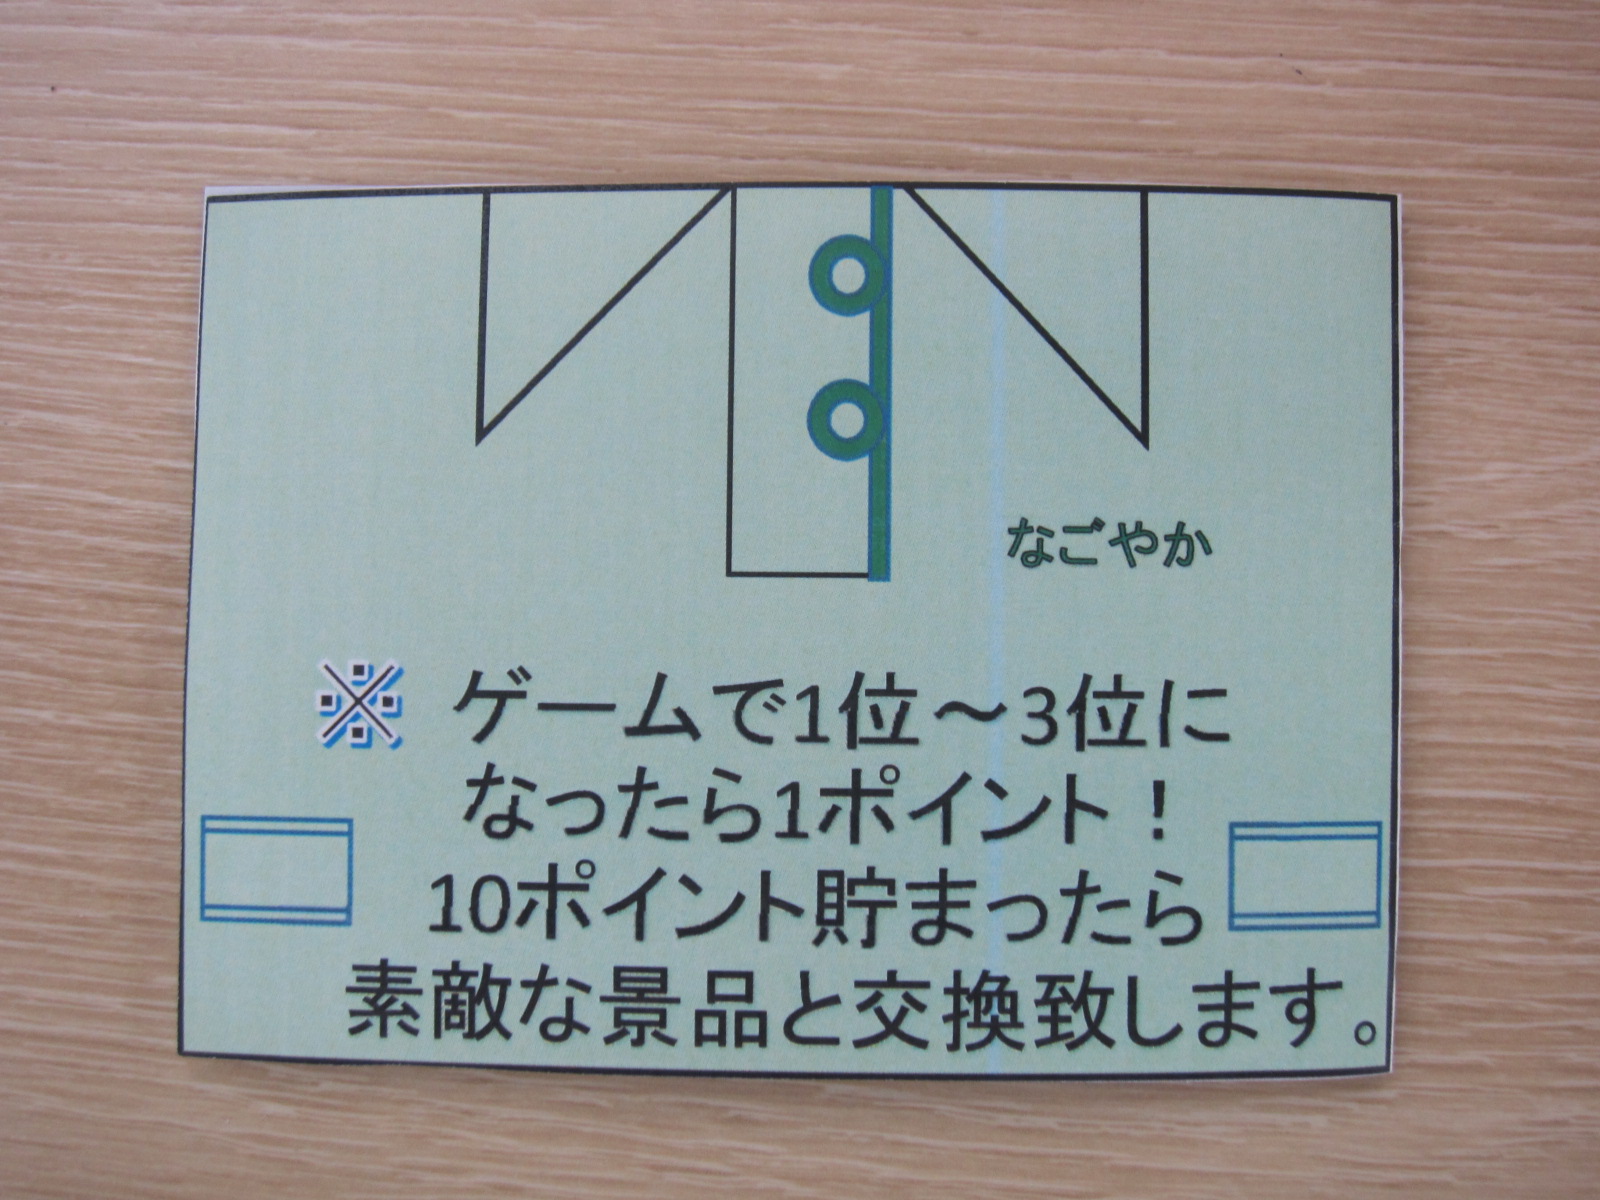 なごやか
※ ゲームで1位～3位に
なったら1ポイント！
10ポイント貯まったら
素敵な景品と交換致します。